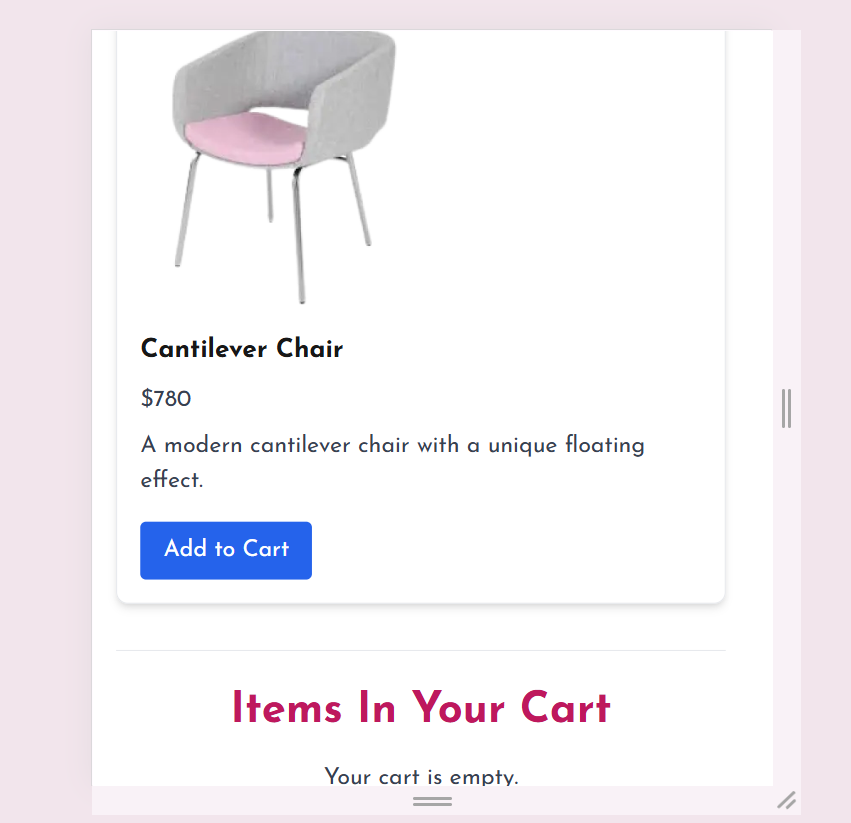 Cantilever Chair
$780
A modern cantilever chair with a unique floating
effect.
Add to Cart
Items In Your Cart
Your cart is empty.